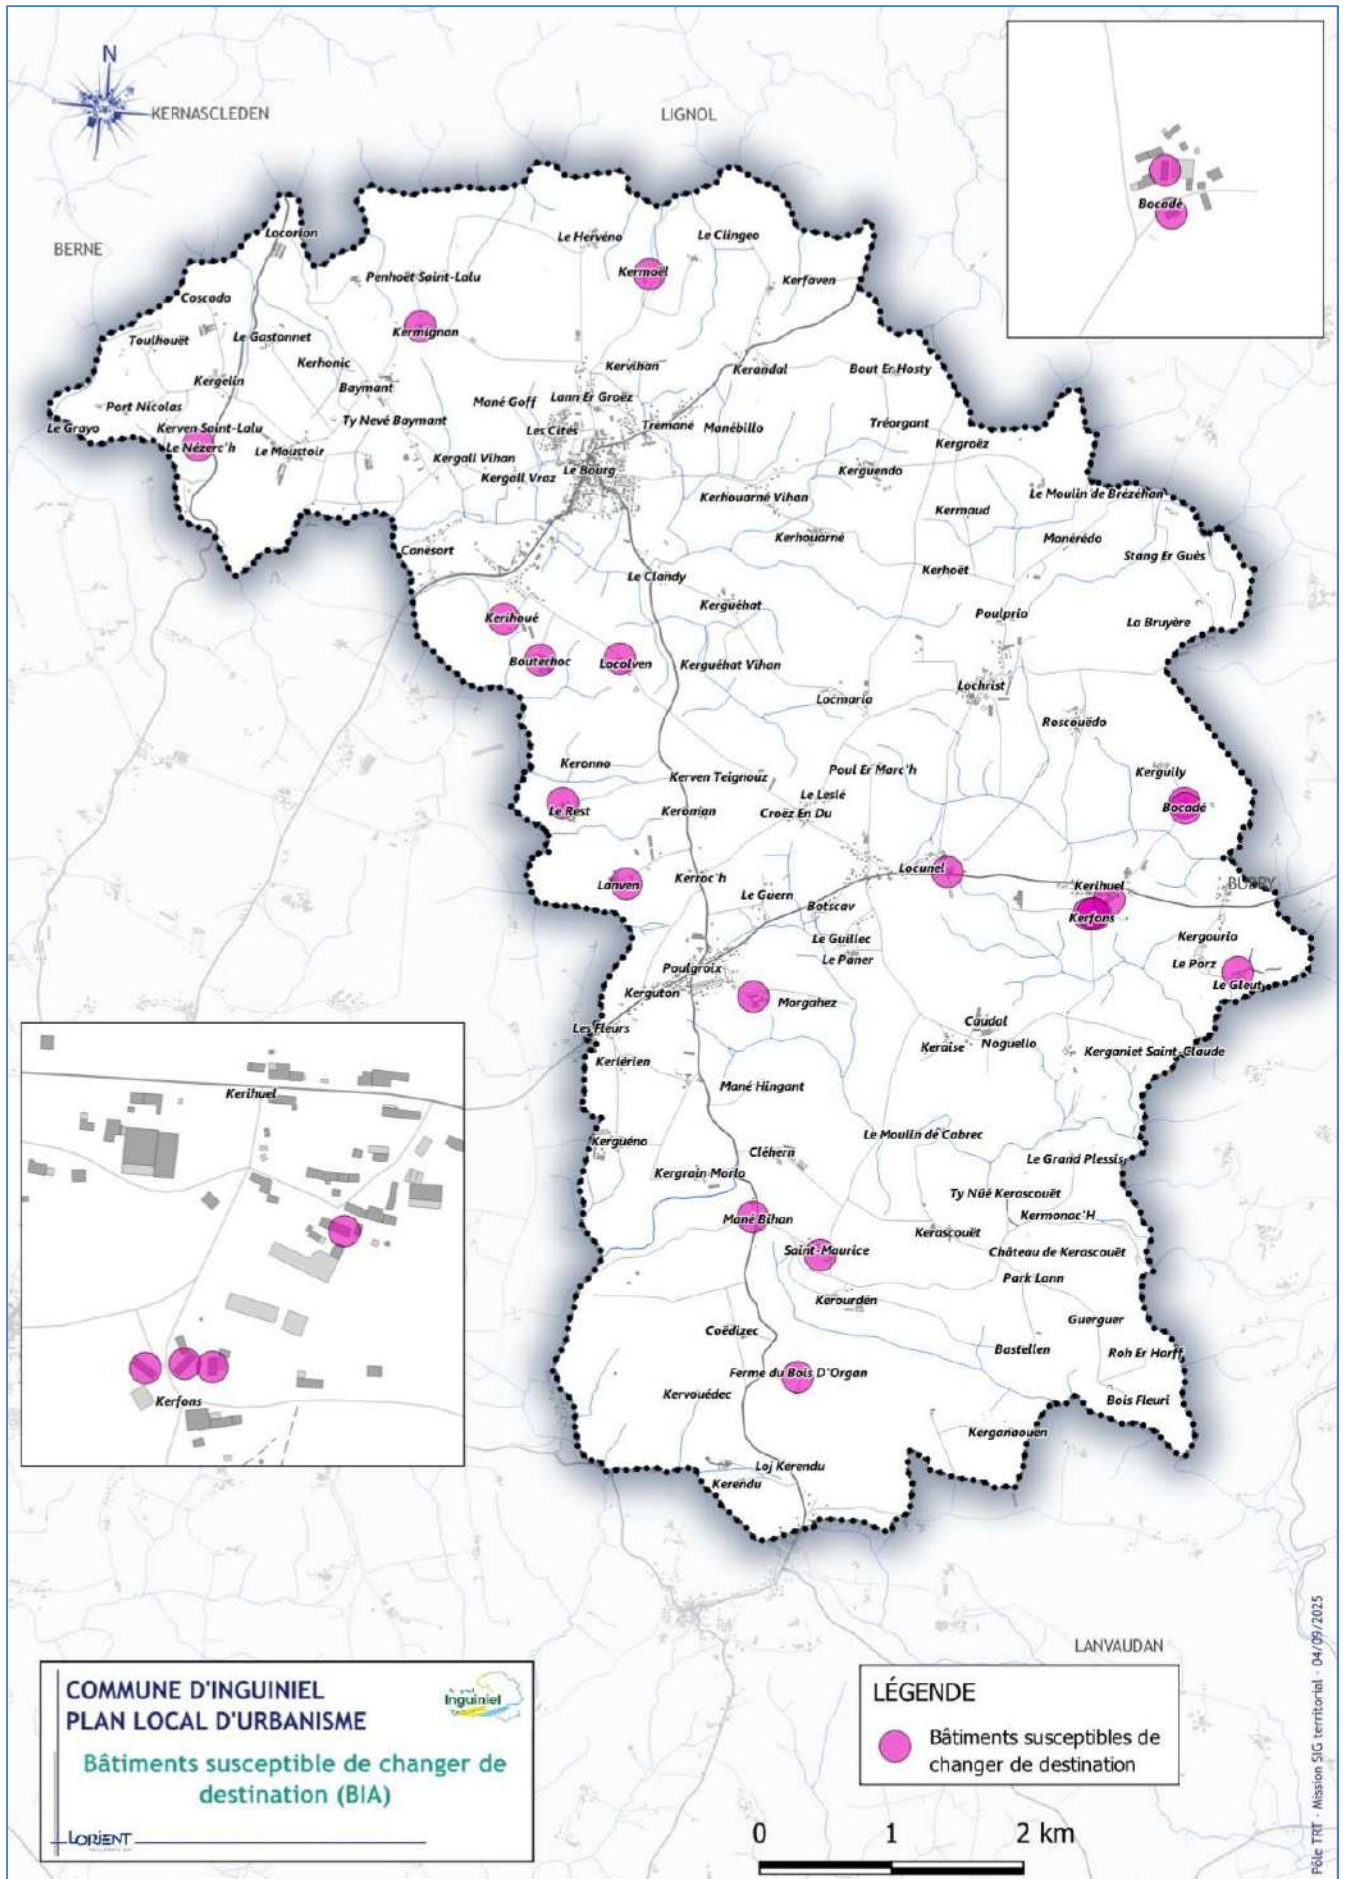 N
KERNASCLEDEN
LIGNOL
BERNE
Bocadé
Locorion
Le Hervéno
Le Clingeo
Penhoët Saint-Lalu
Kermoël
Kerfaven
Coscodo
Kermignan
Toulhouët
Le Gastonnet
Kerhonic
Kervihan
Kerandal
Bout Er Hosty
Kergélin
Baymant
Mané Goff
Lann Er Groëz
Port Nicolas
Ty Nevé Baymant
Les Cités
Trémané
Manébillo
Tréorgant
Le Grayo
Kerven Saint-Lalu
Le Nézerc'h
Le Moustoir
Kergall Vihan
Kergroëz
Kergall Vraz
Le Bourg
Kerguendo
Kerhouarné Vihan
Le Moulin de Brézéhan
Kermaud
Canésort
Kerhouarné
Manérédo
Stang Er Guès
Le Clandy
Kerhoët
Kerguéhat
Poulprio
La Bruyère
Kerihoué
Bouterhoc
Locolven
Kerguéhat Vihan
Locmaria
Lochrist
Roscouëdo
Keronno
Kerven Teignouz
Poul Er Marc'h
Kerguily
Le Rest
Keroman
Le Leslé
Croëz En Du
Bocadé
Lanven
Kerroc'h
Locunel
Kerihuel
BUBRY
Le Guern
Botscav
Kerfons
Le Guillec
Kergourio
Le Paner
Le Porz
Poulgroix
Le Gleut
Kerguton
Morgahez
Les Fleurs
Caudal
Keraise
Noguello
Kerganiet Saint-Claude
Kerlérien
Mané Hingant
Kerihuel
Kerguéno
Cléhern
Le Moulin de Cabrec
Le Grand Plessis
Kergrain Morlo
Ty Nüé Kerascouët
Kermonac'H
Mané Bihan
Kerascouët
Saint-Maurice
Château de Kerascouët
Park Lann
Kerourdén
Guerguer
Coëdizec
Bastellen
Roh Er Harff
Ferme du Bois D'Organ
Kervouédec
Bois Fleuri
Kerfons
Kerganaouen
Loj Kerendu
Kerendu
LANVAUDAN
COMMUNE D'INGUINIEL
PLAN LOCAL D'URBANISME
Inguiniel
Bâtiments susceptible de changer de
destination (BIA)
LORIENT
LÉGENDE
Bâtiments susceptibles de
changer de destination
0 1 2 km
Pôle TRT - Mission SIG territorial - 04/09/2025